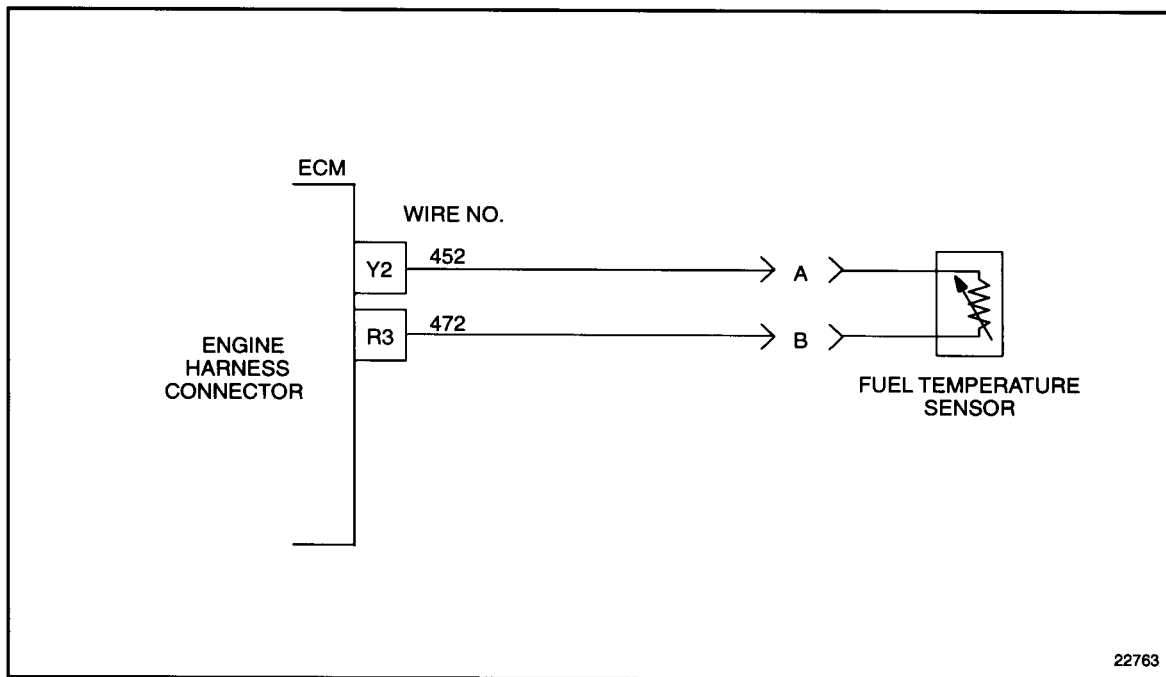 ECM
WIRE NO.
Y2
452
A
R3
472
B
ENGINE
HARNESS
CONNECTOR
FUEL TEMPERATURE
SENSOR
22763